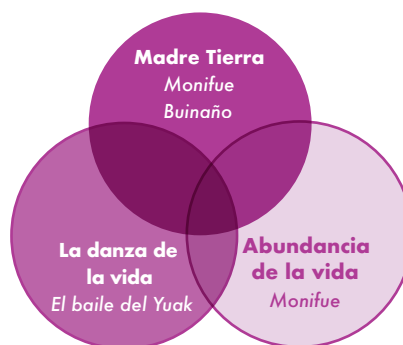 Madre Tierra
Monifue
Buinaño
La danza de
la vida
El baile del Yuak
Abundancia
de la vida
Monifue